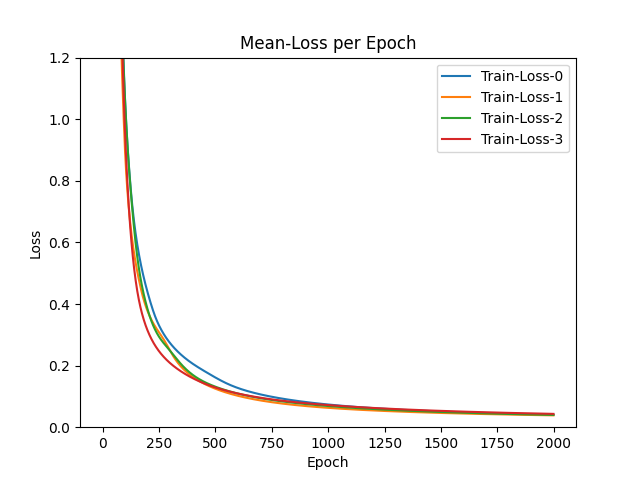 Mean-Loss per Epoch
Train-Loss-0
Train-Loss-1
Train-Loss-2
Train-Loss-3
1.2
1.0
0.8
0.6
0.4
0.2
0.0
Loss
0 250 500 750 1000 1250 1500 1750 2000
Epoch